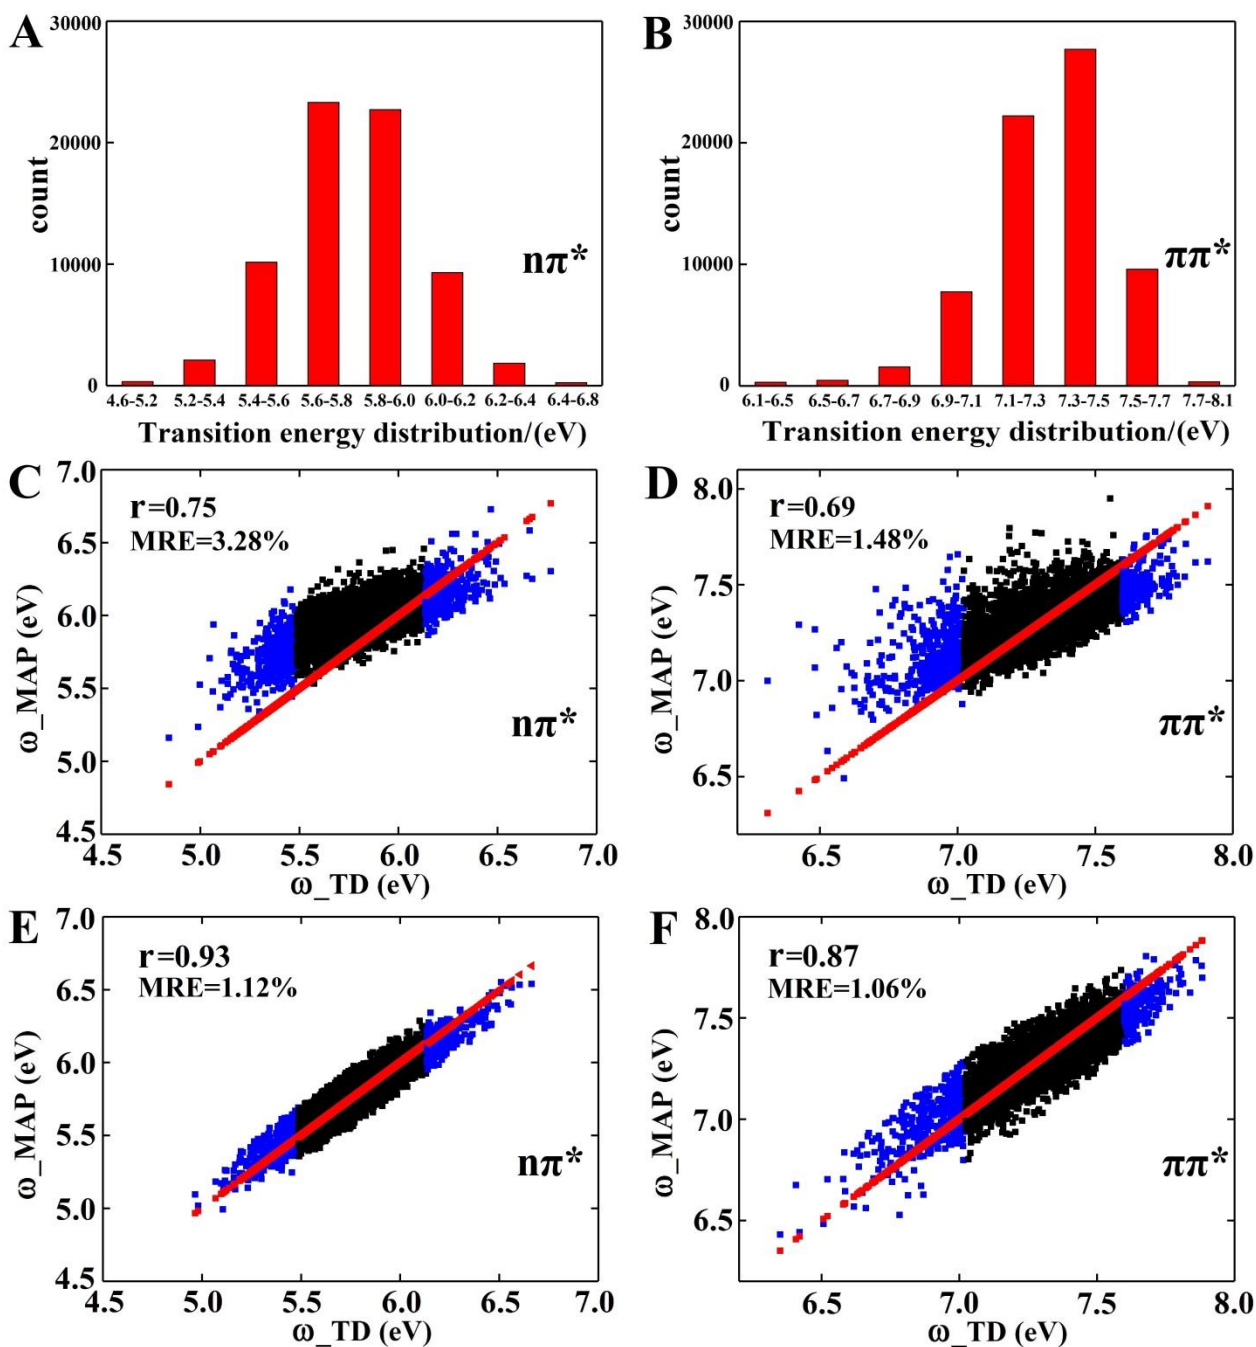 A
30000
20000
10000
0
count
nπ*
4.6-5.2 5.2-5.4 5.4-5.6 5.6-5.8 5.8-6.0 6.0-6.2 6.2-6.4 6.4-6.8
Transition energy distribution/(eV)
B
30000
20000
10000
0
count
ππ*
6.1-6.5 6.5-6.7 6.7-6.9 6.9-7.1 7.1-7.3 7.3-7.5 7.5-7.7 7.7-8.1
Transition energy distribution/(eV)
C
7.0
6.5
6.0
5.5
5.0
4.5
ω_MAP (eV)
r=0.75
MRE=3.28%
nπ*
4.5 5.0 5.5 6.0 6.5 7.0
ω_TD (eV)
D
8.0
7.5
7.0
6.5
ω_MAP (eV)
r=0.69
MRE=1.48%
ππ*
6.5 7.0 7.5 8.0
ω_TD (eV)
E
7.0
6.5
6.0
5.5
5.0
4.5
ω_MAP (eV)
r=0.93
MRE=1.12%
nπ*
4.5 5.0 5.5 6.0 6.5 7.0
ω_TD (eV)
F
8.0
7.5
7.0
6.5
ω_MAP (eV)
r=0.87
MRE=1.06%
ππ*
6.5 7.0 7.5 8.0
ω_TD (eV)